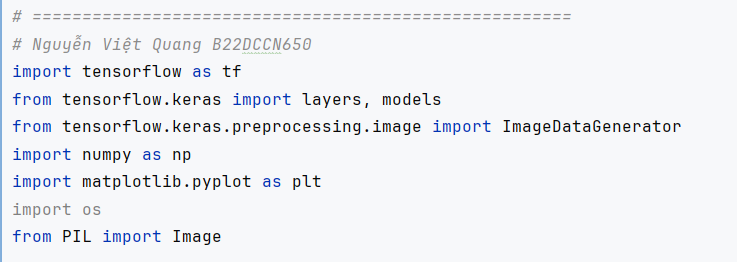 # ======================================================
# Nguyễn Việt Quang B22DCCN650
import tensorflow as tf
from tensorflow.keras import layers, models
from tensorflow.keras.preprocessing.image import ImageDataGenerator
import numpy as np
import matplotlib.pyplot as plt
import os
from PIL import Image